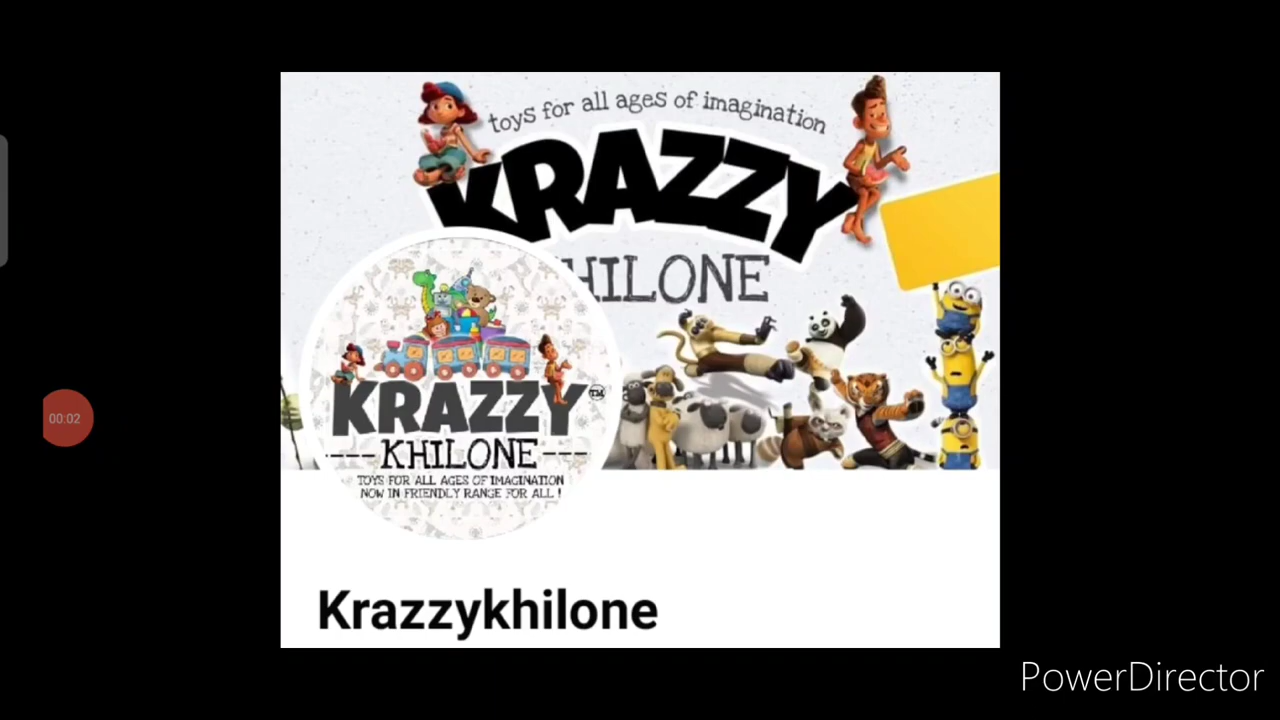 toys for all ages of imagination
KRAZZY
HILONE
KRAZZY™
---KHILONE---
TOYS FOR ALL AGES OF IMAGINATION
NOW IN FRIENDLY RANGE FOR ALL !
00:02
Krazzykhilone
PowerDirector